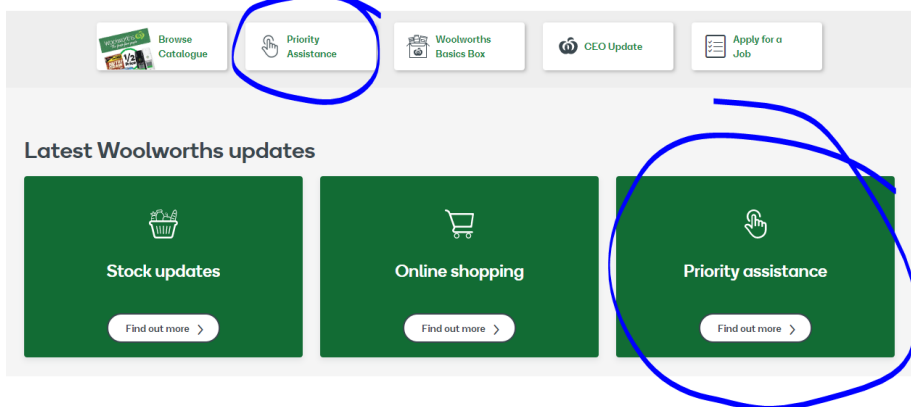 Browse
Catalogue
Priority
Assistance
Woolworths
Basics Box
CEO Update
Apply for a
Job
Latest Woolworths updates
Stock updates
Online shopping
Priority assistance
Find out more
Find out more
Find out more